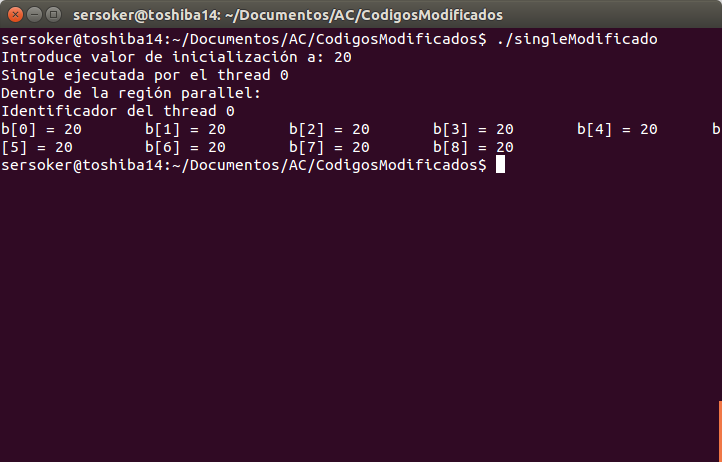 sersoker@toshiba14: ~/Documentos/AC/CodigosModificados
sersoker@toshiba14:~/Documentos/AC/CodigosModificados$ ./singleModificado
Introduce valor de inicialización a: 20
Single ejecutada por el thread 0
Dentro de la región parallel:
Identificador del thread 0
b[0] = 20 b[1] = 20 b[2] = 20 b[3] = 20 b[4] = 20 b
[5] = 20 b[6] = 20 b[7] = 20 b[8] = 20
sersoker@toshiba14:~/Documentos/AC/CodigosModificados$